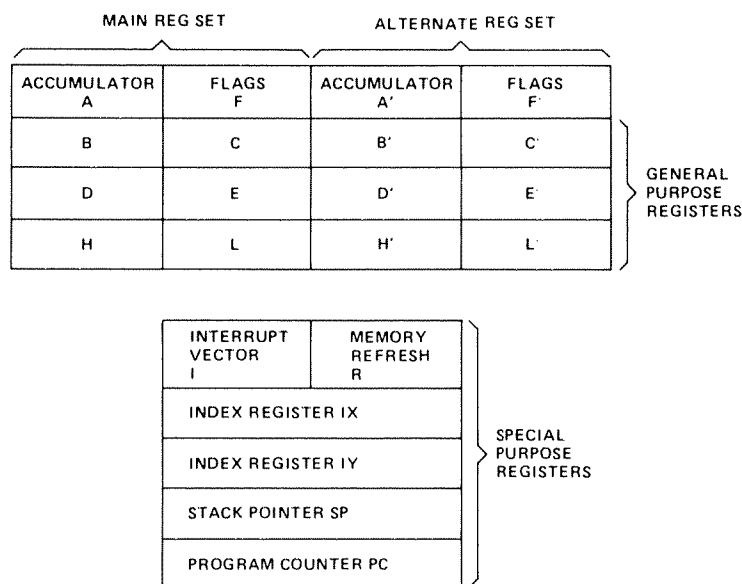 MAIN REG SET
ALTERNATE REG SET
ACCUMULATOR
A
FLAGS
F
ACCUMULATOR
A'
FLAGS
F'
B
C
B'
C'
D
E
D'
E'
H
L
H'
L'
GENERAL
PURPOSE
REGISTERS
INTERRUPT
VECTOR
I
MEMORY
REFRESH
R
INDEX REGISTER IX
INDEX REGISTER IY
STACK POINTER SP
PROGRAM COUNTER PC
SPECIAL
PURPOSE
REGISTERS